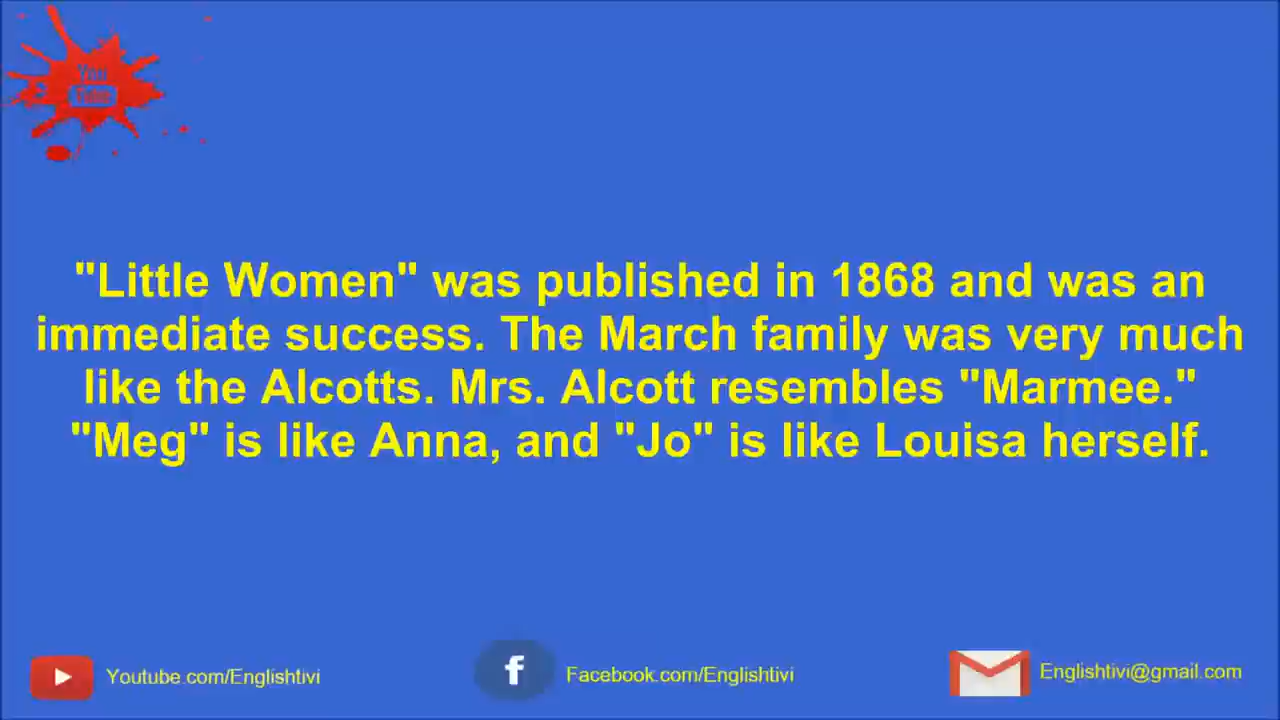 You
Tube
"Little Women" was published in 1868 and was an
immediate success. The March family was very much
like the Alcotts. Mrs. Alcott resembles "Marmee."
"Meg" is like Anna, and "Jo" is like Louisa herself.
Youtube.com/Englishtivi
Facebook.com/Englishtivi
Englishtivi@gmail.com